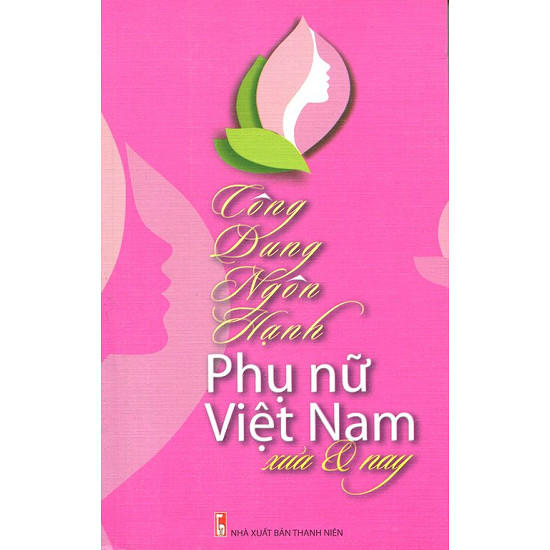 Công
Dung
Ngôn
Hạnh
Phụ nữ
Việt Nam
xưa & nay
NHÀ XUẤT BẢN THANH NIÊN